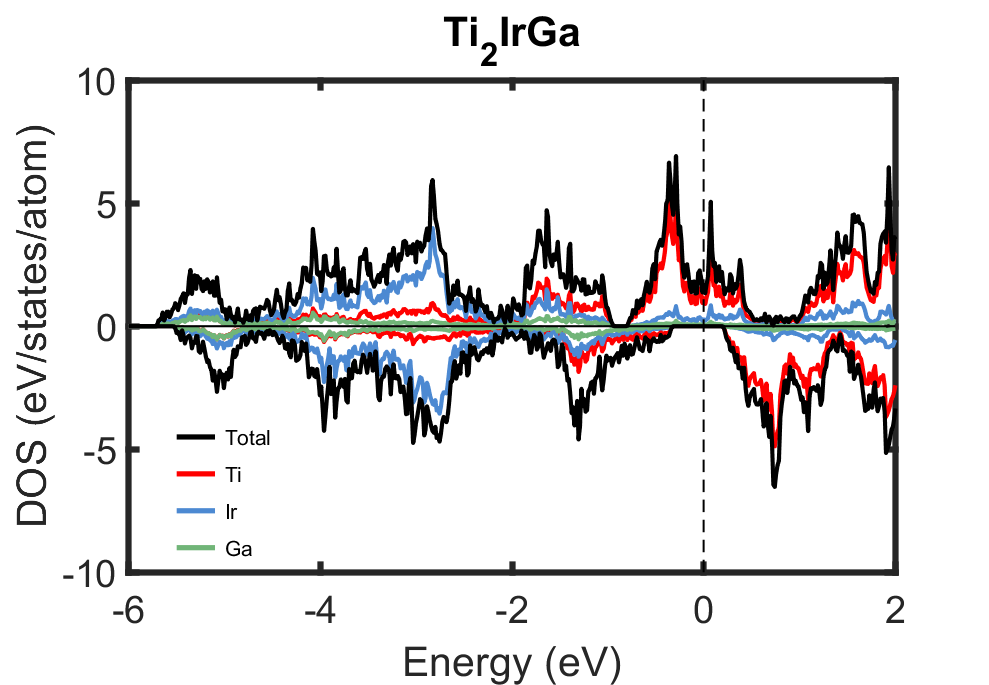 Ti2IrGa
DOS (eV/states/atom)
10
5
0
-5
-10
Total
Ti
Ir
Ga
-6 -4 -2 0 2
Energy (eV)